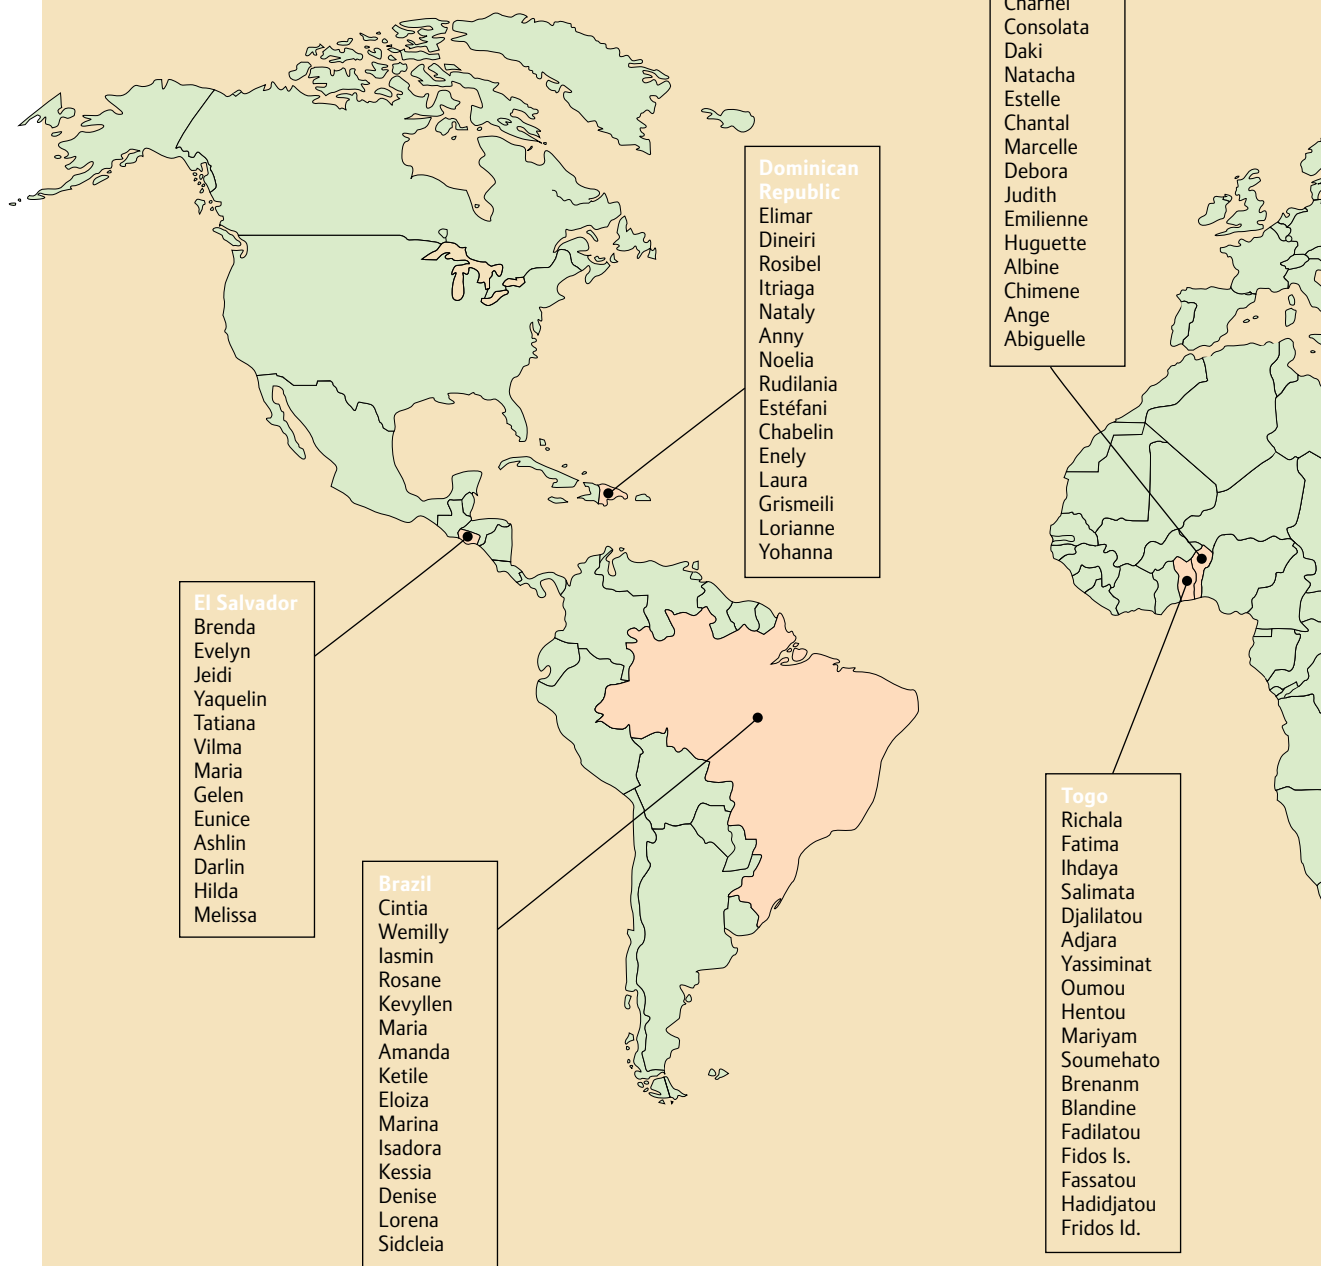 Charnel
Consolata
Daki
Natacha
Estelle
Chantal
Marcelle
Debora
Judith
Emilienne
Huguette
Albine
Chimene
Ange
Abiguelle
Dominican
Republic
Elimar
Dineiri
Rosibel
Itriaga
Nataly
Anny
Noelia
Rudilania
Estéfani
Chabelin
Enely
Laura
Grismeili
Lorianne
Yohanna
El Salvador
Brenda
Evelyn
Jeidi
Yaquelin
Tatiana
Vilma
Maria
Gelen
Eunice
Ashlin
Darlin
Hilda
Melissa
Brazil
Cintia
Wemilly
Iasmin
Rosane
Kevyllen
Maria
Amanda
Ketile
Eloiza
Marina
Isadora
Kessia
Denise
Lorena
Sidcleia
Togo
Richala
Fatima
Ihdaya
Salimata
Djalilatou
Adjara
Yassiminat
Oumou
Hentou
Mariyam
Soumehato
Brenanm
Blandine
Fadilatou
Fidos Is.
Fassatou
Hadidjatou
Fridos Id.